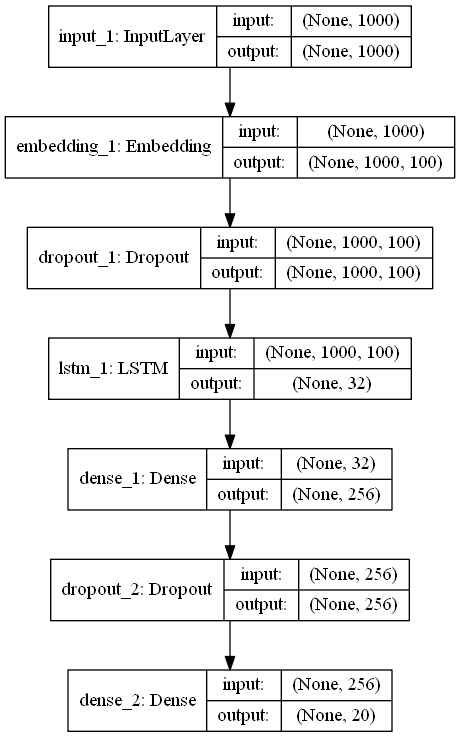 input_1: InputLayer
input: (None, 1000)
output: (None, 1000)
embedding_1: Embedding
input: (None, 1000)
output: (None, 1000, 100)
dropout_1: Dropout
input: (None, 1000, 100)
output: (None, 1000, 100)
lstm_1: LSTM
input: (None, 1000, 100)
output: (None, 32)
dense_1: Dense
input: (None, 32)
output: (None, 256)
dropout_2: Dropout
input: (None, 256)
output: (None, 256)
dense_2: Dense
input: (None, 256)
output: (None, 20)